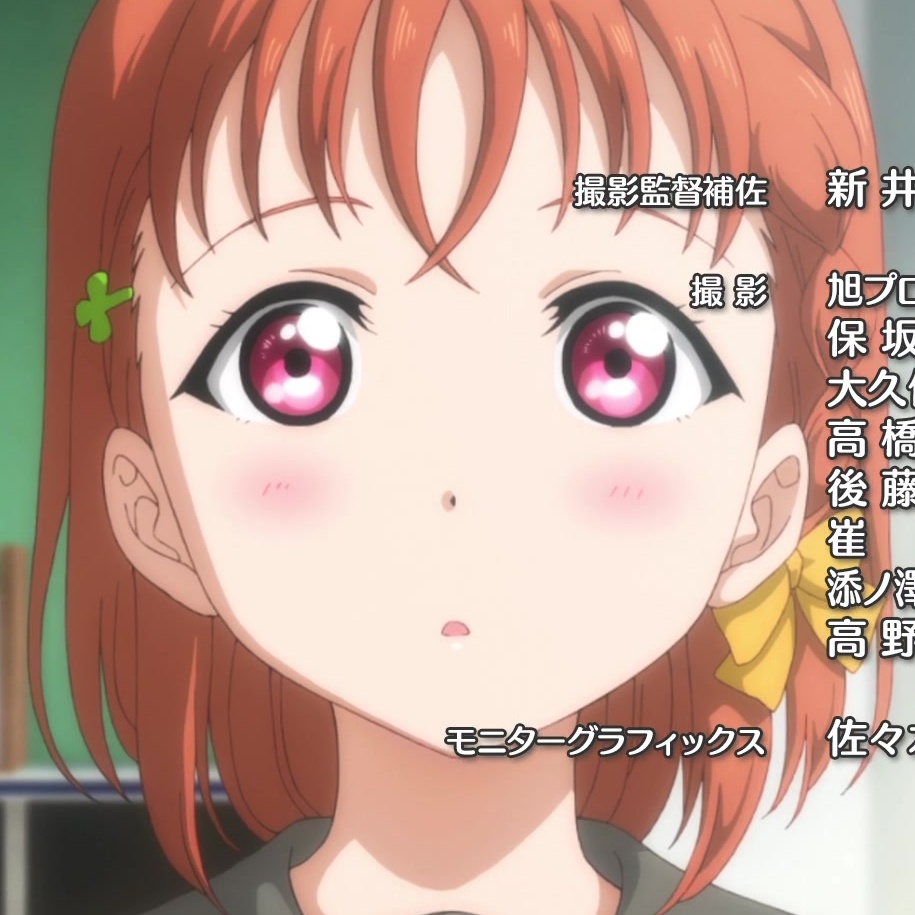 撮影監督補佐 新井
撮影 旭プロ
保坂
大久
高橋
後藤
崔
添ノ澤
高野
モニターグラフィックス 佐々